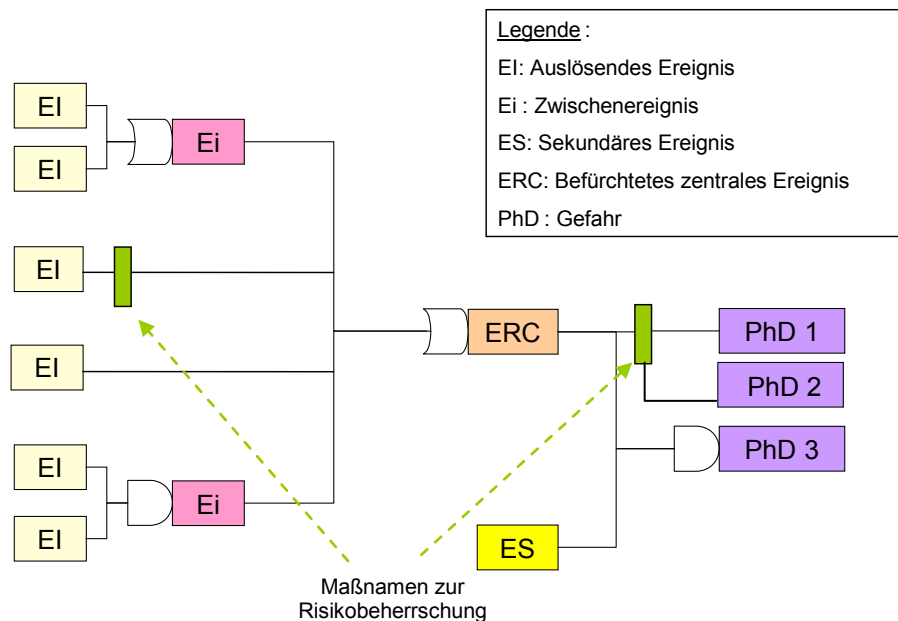 Legende :
EI: Auslösendes Ereignis
Ei : Zwischenereignis
ES: Sekundäres Ereignis
ERC: Befürchtetes zentrales Ereignis
PhD : Gefahr
EI
EI
Ei
EI
EI
EI
EI
Ei
ERC
ES
PhD 1
PhD 2
PhD 3
Maßnamen zur
Risikobeherrschung